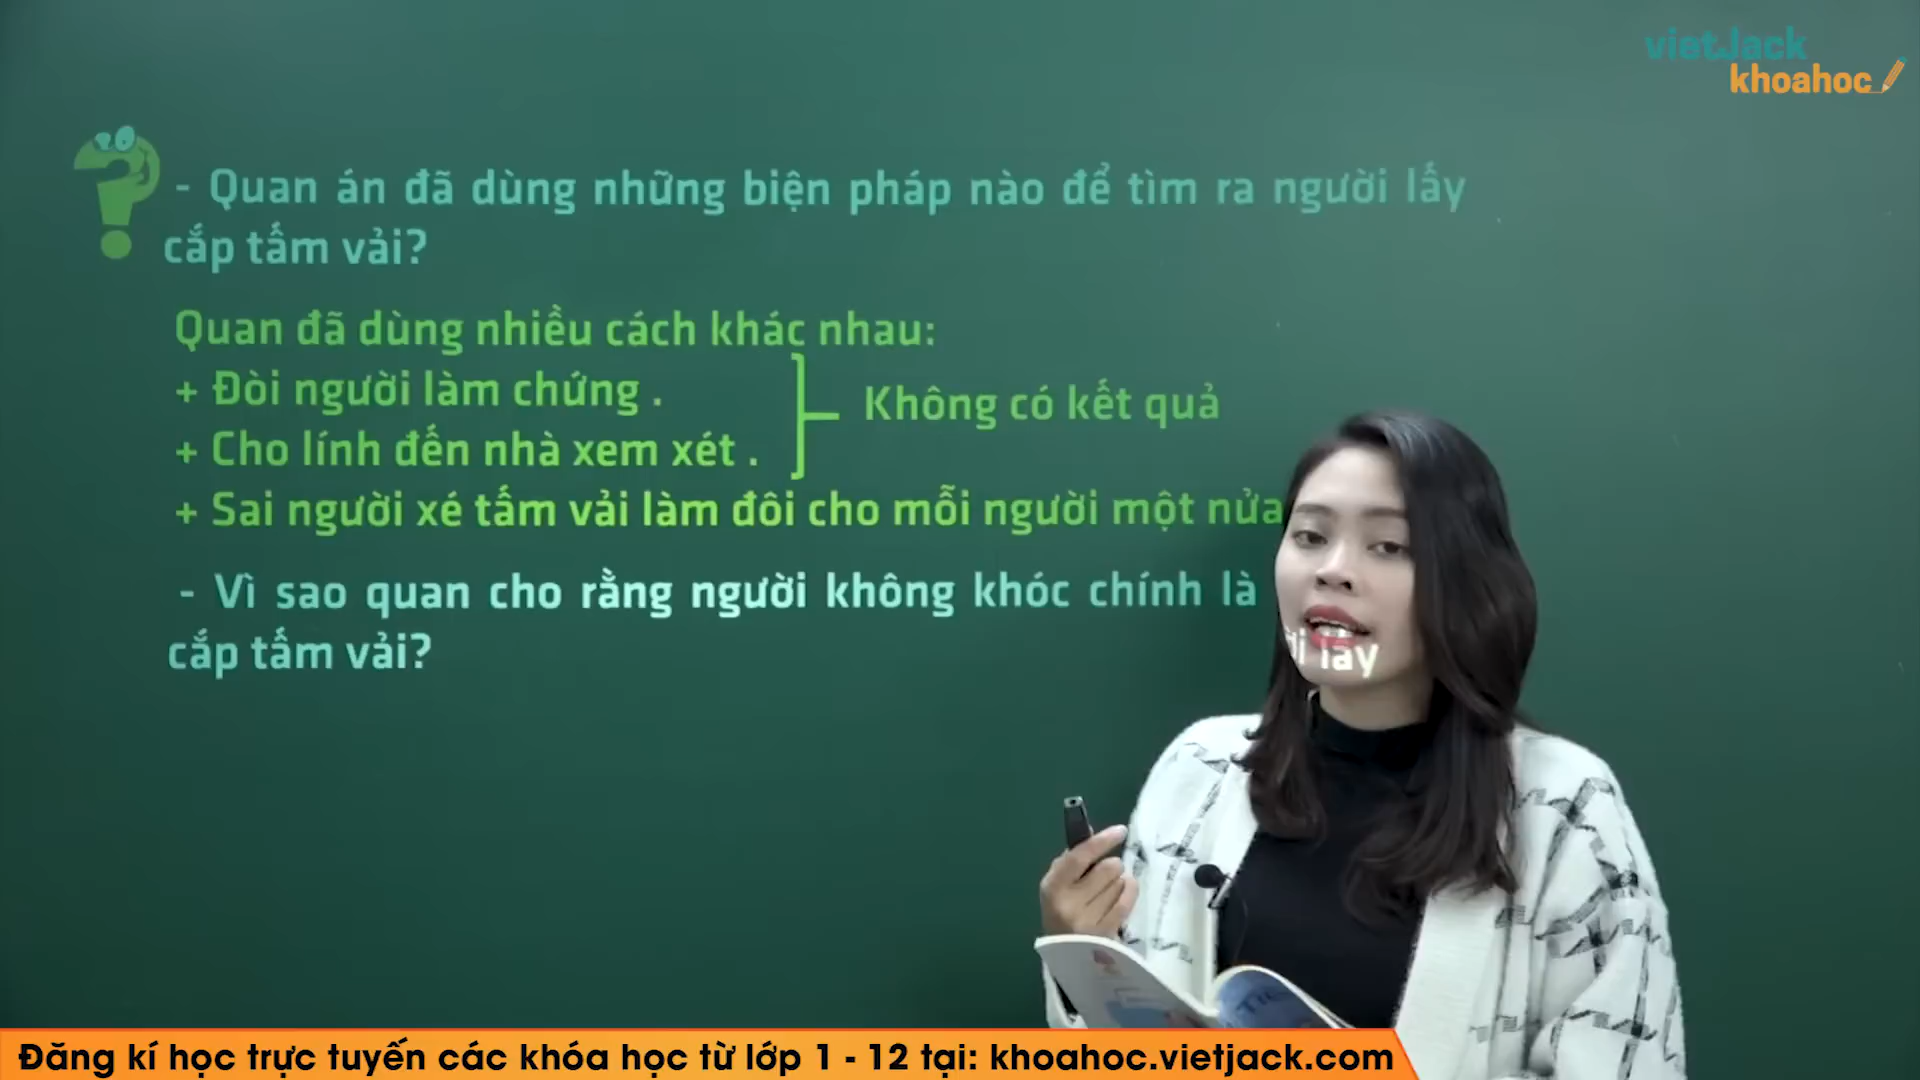 vietJack
khoahoc
- Quan án đã dùng những biện pháp nào để tìm ra người lấy
cắp tấm vải?
Quan đã dùng nhiều cách khác nhau:
+ Đòi người làm chứng .
+ Cho lính đến nhà xem xét .
Không có kết quả
+ Sai người xé tấm vải làm đôi cho mỗi người một nửa
- Vì sao quan cho rằng người không khóc chính là
lấy
cắp tấm vải?
Đăng kí học trực tuyến các khóa học từ lớp 1 - 12 tại: khoahoc.vietjack.com